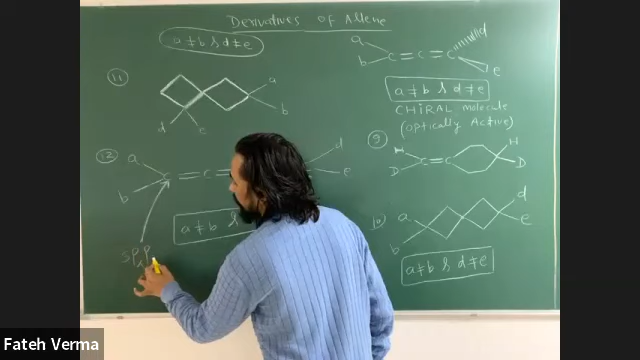 Derivatives of Allene
a ≠ b & d ≠ e
(11)
a
b
d
e
(12)
a
b
C = C
d
e
a ≠ b &
SP
a
b
C = C = C
d
e
a ≠ b & d ≠ e
CHIRAL molecule
(optically Active)
(9)
H
D
C = C
H
D
(10)
a
b
d
e
a ≠ b & d ≠ e
Fateh Verma